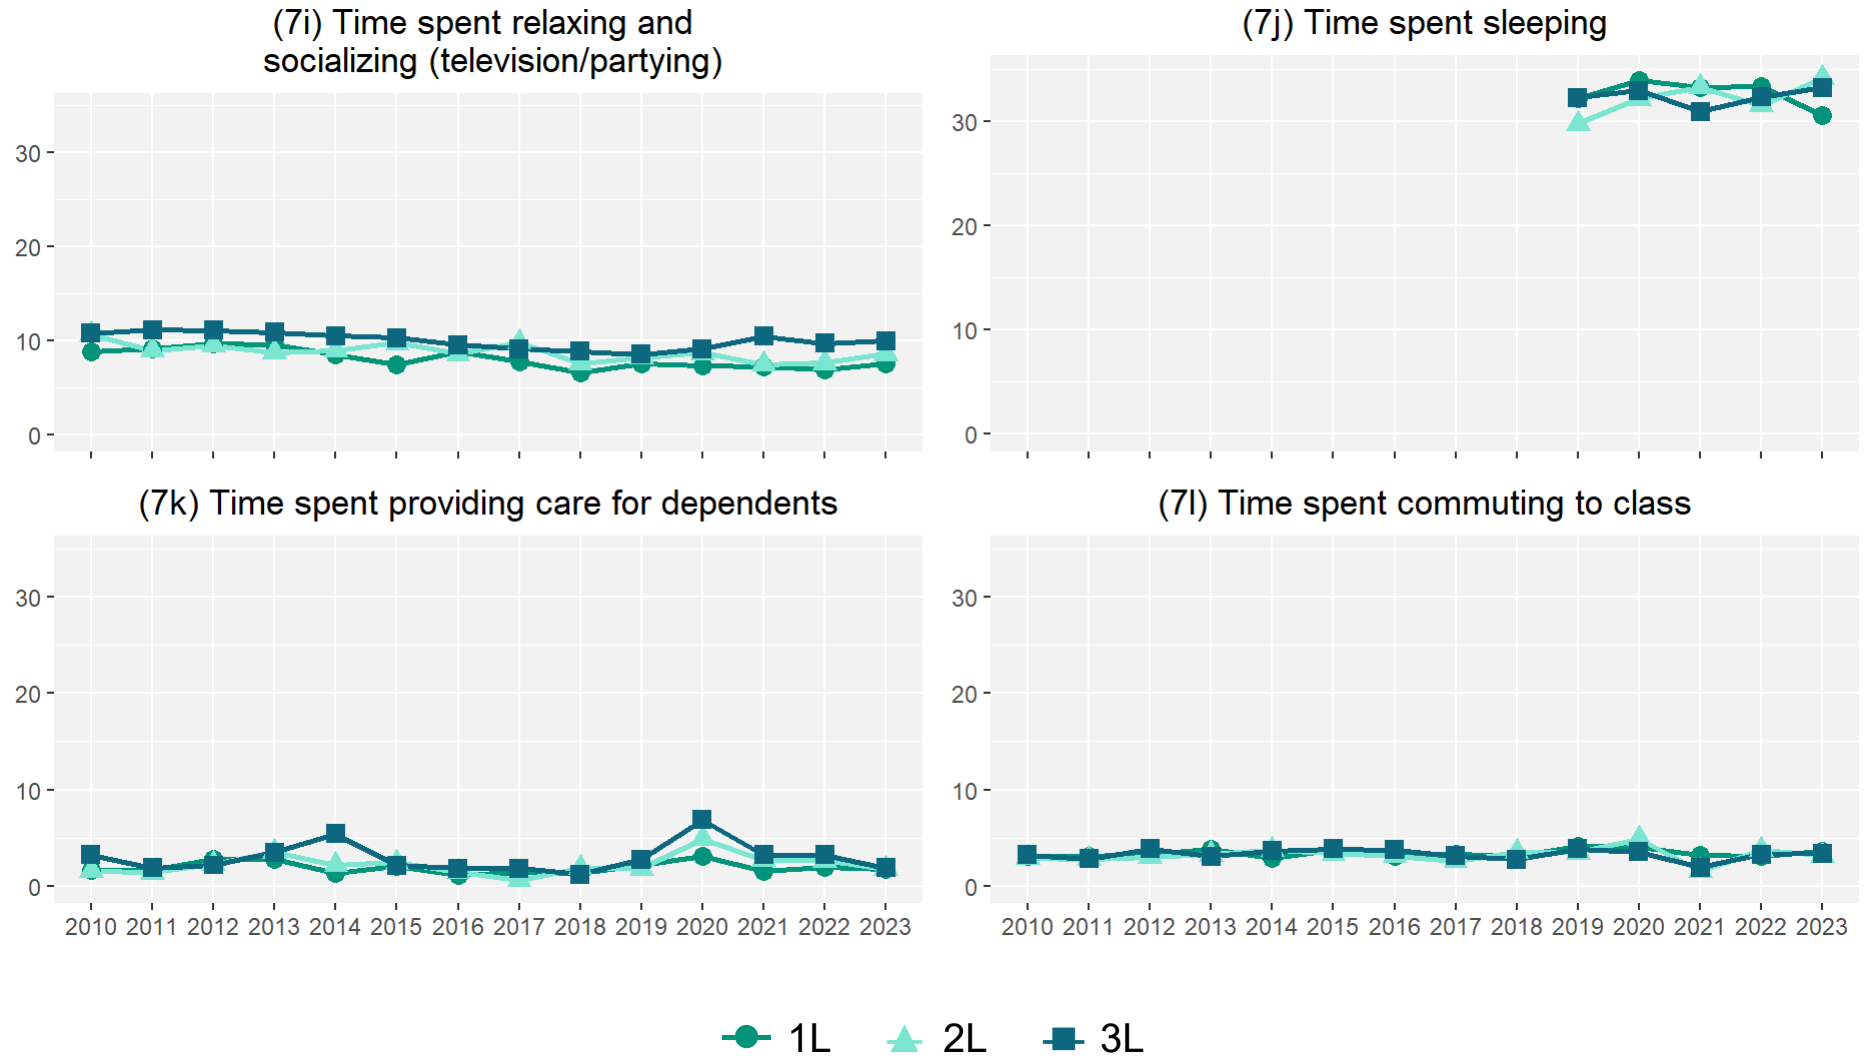 (7i) Time spent relaxing and
socializing (television/partying)
30
20
10
0
(7j) Time spent sleeping
30
20
10
0
(7k) Time spent providing care for dependents
30
20
10
0
2010 2011 2012 2013 2014 2015 2016 2017 2018 2019 2020 2021 2022 2023
(7l) Time spent commuting to class
30
20
10
0
2010 2011 2012 2013 2014 2015 2016 2017 2018 2019 2020 2021 2022 2023
1L 2L 3L